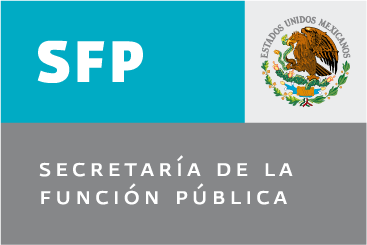 SFP
ESTADOS UNIDOS MEXICANOS
SECRETARÍA DE LA
FUNCIÓN PÚBLICA